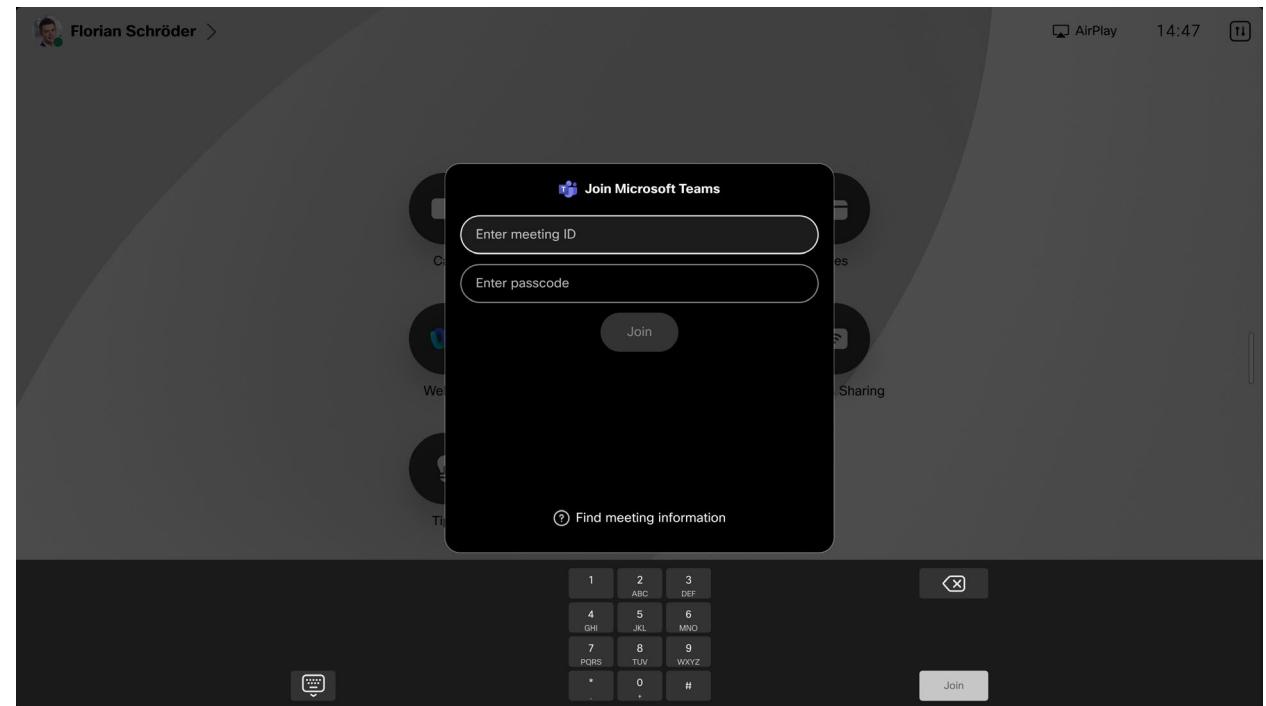 Florian Schröder
AirPlay
14:47
Join Microsoft Teams
Enter meeting ID
Enter passcode
Join
Sharing
Find meeting information
1
2
ABC
3
DEF
4
GHI
5
JKL
6
MNO
7
PQRS
8
TUV
9
WXYZ
*
.
0
+
#
Join